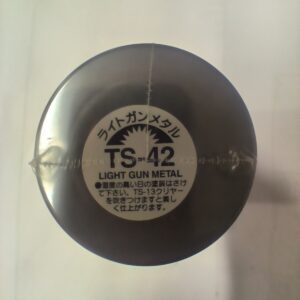 ライトガンメタル
TS-42
LIGHT GUN METAL
●湿度の高い日の塗装はさけ
て下さい。TS-13クリヤー
を吹きつけますと美し
く仕上がります。